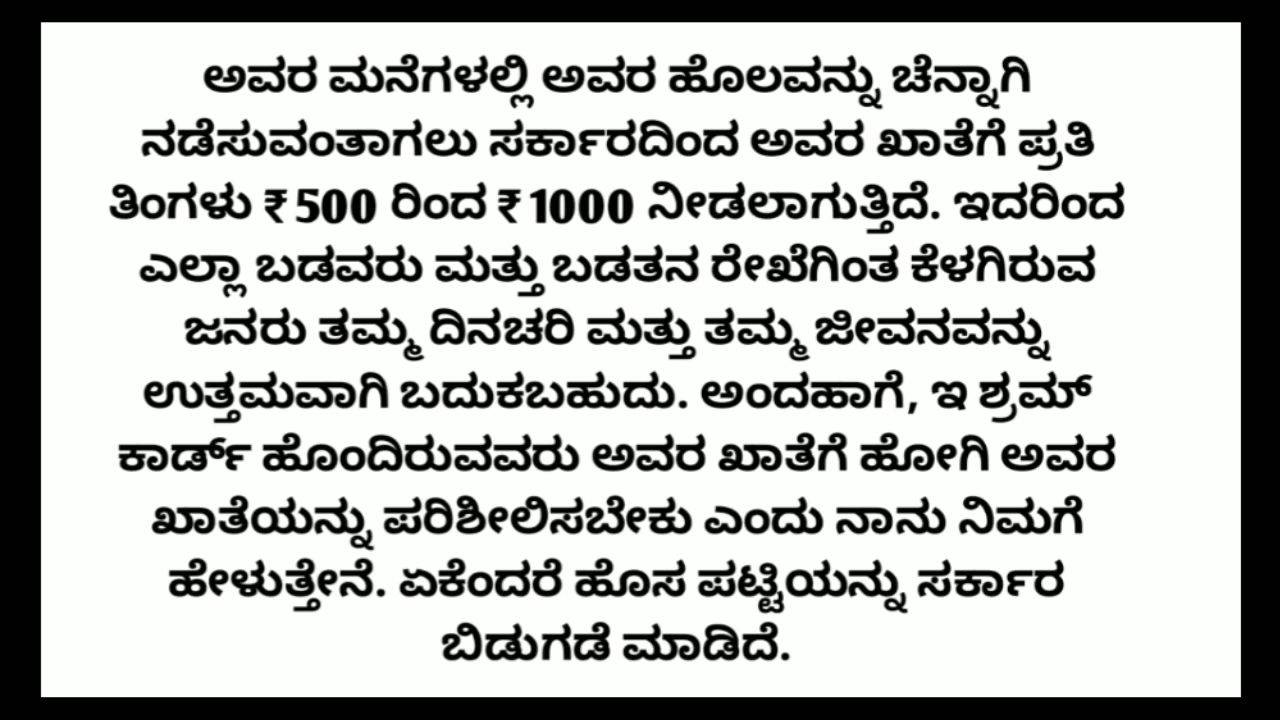 ಅವರ ಮನೆಗಳಲ್ಲಿ ಅವರ ಹೊಲವನ್ನು ಚೆನ್ನಾಗಿ
ನಡೆಸುವಂತಾಗಲು ಸರ್ಕಾರದಿಂದ ಅವರ ಖಾತೆಗೆ ಪ್ರತಿ
ತಿಂಗಳು ₹ 500 ರಿಂದ ₹ 1000 ನೀಡಲಾಗುತ್ತಿದೆ. ಇದರಿಂದ
ಎಲ್ಲಾ ಬಡವರು ಮತ್ತು ಬಡತನ ರೇಖೆಗಿಂತ ಕೆಳಗಿರುವ
ಜನರು ತಮ್ಮ ದಿನಚರಿ ಮತ್ತು ತಮ್ಮ ಜೀವನವನ್ನು
ಉತ್ತಮವಾಗಿ ಬದುಕಬಹುದು. ಅಂದಹಾಗೆ, ಇ ಶ್ರಮ್
ಕಾರ್ಡ್ ಹೊಂದಿರುವವರು ಅವರ ಖಾತೆಗೆ ಹೋಗಿ ಅವರ
ಖಾತೆಯನ್ನು ಪರಿಶೀಲಿಸಬೇಕು ಎಂದು ನಾನು ನಿಮಗೆ
ಹೇಳುತ್ತೇನೆ. ಏಕೆಂದರೆ ಹೊಸ ಪಟ್ಟಿಯನ್ನು ಸರ್ಕಾರ
ಬಿಡುಗಡೆ ಮಾಡಿದೆ.